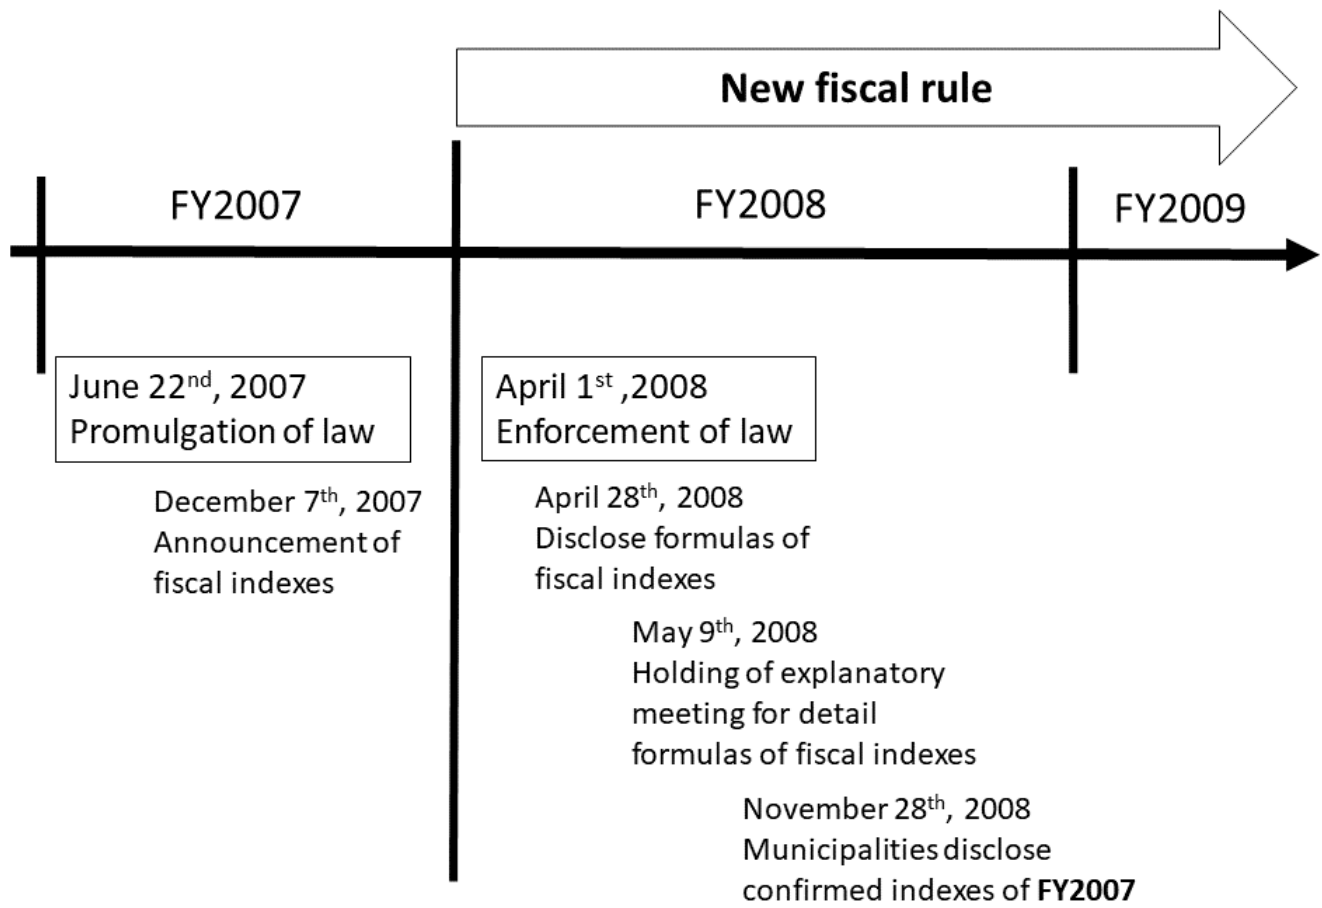 New fiscal rule
FY2007
FY2008
FY2009
June 22nd, 2007
Promulgation of law
December 7th, 2007
Announcement of
fiscal indexes
April 1st ,2008
Enforcement of law
April 28th, 2008
Disclose formulas of
fiscal indexes
May 9th, 2008
Holding of explanatory
meeting for detail
formulas of fiscal indexes
November 28th, 2008
Municipalities disclose
confirmed indexes of FY2007